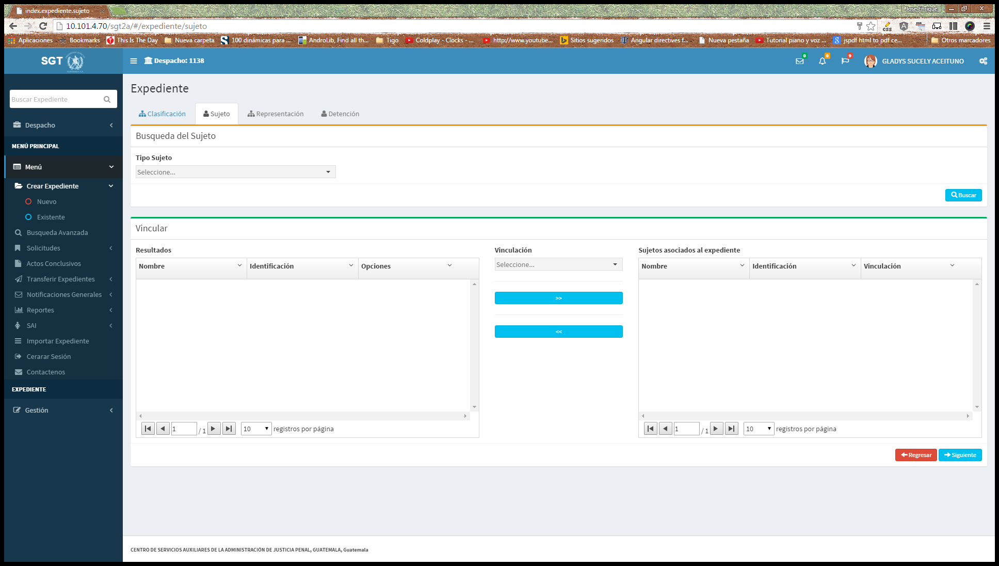 index.expediente.sujeto -
Jose Enrique
10.101.4.70/sgt2a/#/expediente/sujeto
Aplicaciones
Bookmarks
This Is The Day
Nueva carpeta
100 dinámicas para ...
AndroLib, Find all th...
Tigo
Coldplay - Clocks - ...
http://www.youtube...
Sitios sugeridos
Angular directives f...
Nueva pestaña
Tutorial piano y voz ...
jspdf html to pdf ce...
Otros marcadores
SGT
Despacho: 1138
0
0
9
GLADYS SUCELY ACEITUNO
Buscar Expediente
Despacho
MENÚ PRINCIPAL
Menú
Crear Expediente
Nuevo
Existente
Busqueda Avanzada
Solicitudes
Actos Conclusivos
Transferir Expedientes
Notificaciones Generales
Reportes
SAI
Importar Expediente
Cerarar Sesión
Contactenos
EXPEDIENTE
Gestión
Expediente
Clasificación
Sujeto
Representación
Detención
Busqueda del Sujeto
Tipo Sujeto
Seleccione...
Buscar
Vincular
Resultados
Nombre
Identificación
Opciones
1 / 1
10 registros por página
Vinculación
Seleccione...
>>
<<
Sujetos asociados al expediente
Nombre
Identificación
Vinculación
1 / 1
10 registros por página
Regresar
Siguiente
CENTRO DE SERVICIOS AUXILIARES DE LA ADMINISTRACIÓN DE JUSTICIA PENAL, GUATEMALA, Guatemala